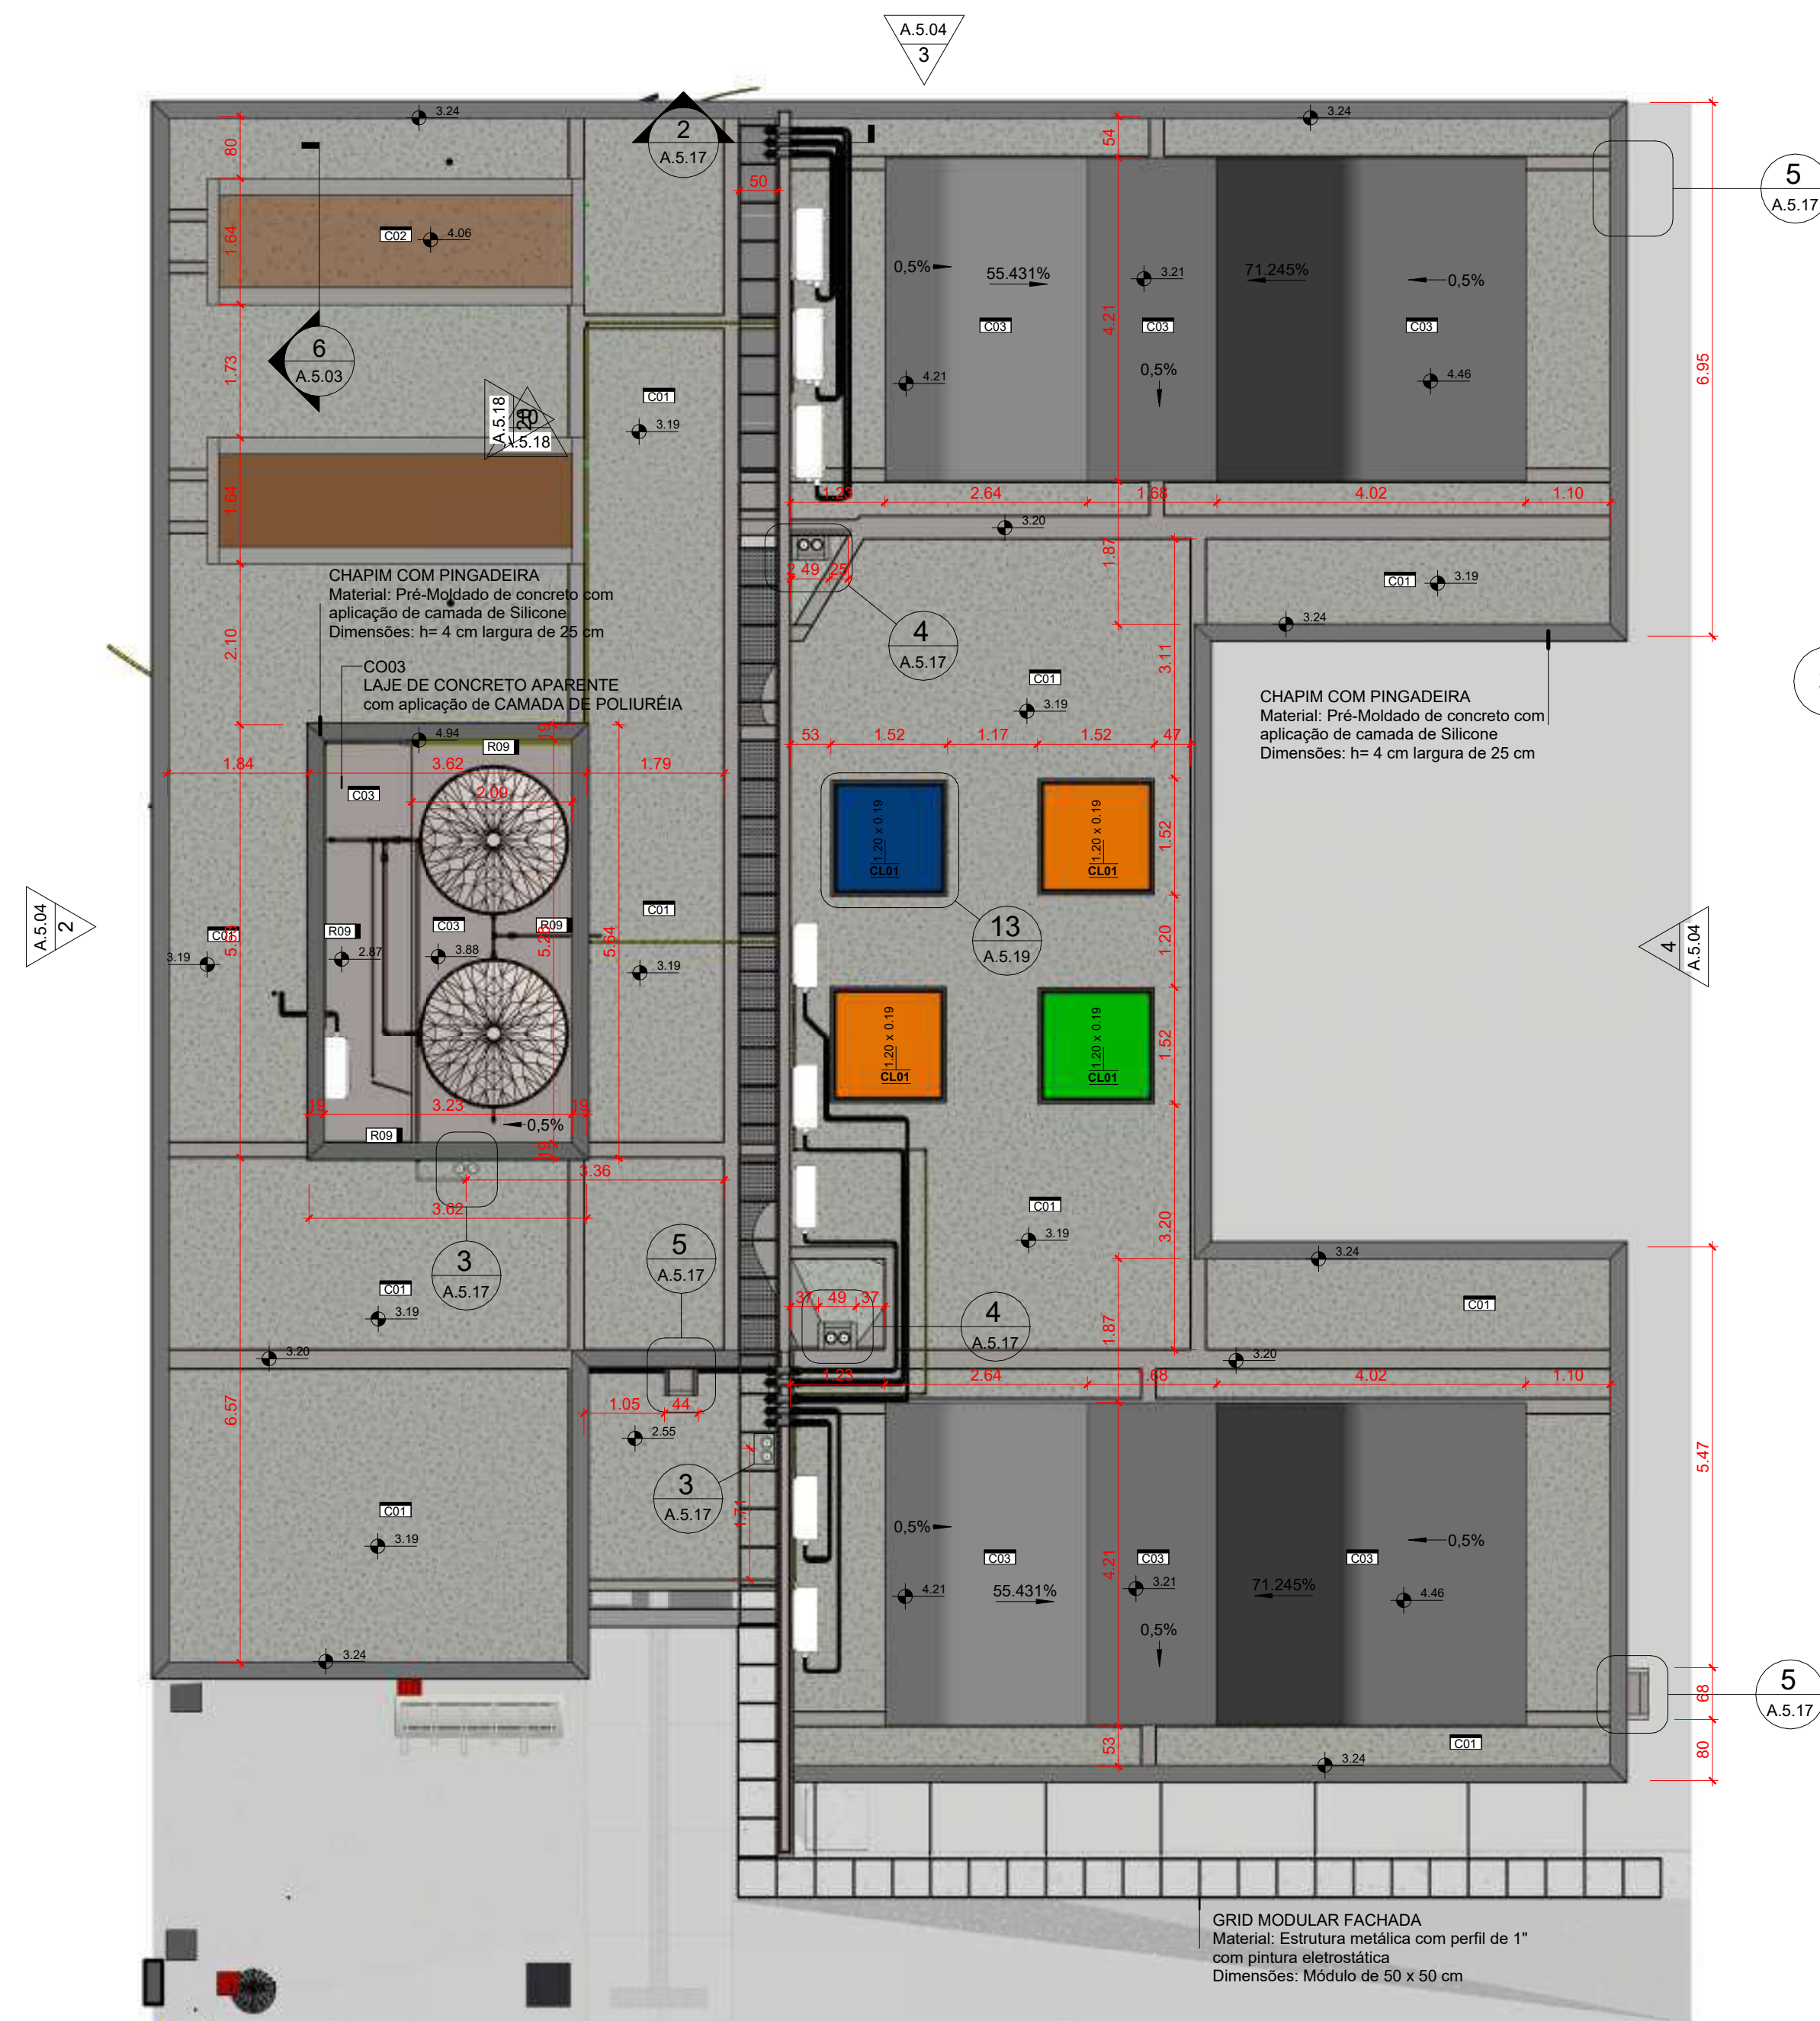 A.5.04
3
3.24
3.24
2
A.5.17
80
54
50
5
A.5.17
C02
4.06
1.64
0,5%
55.431%
3.21
71.245%
0,5%
C03
C03
C03
4.21
6
A.5.03
1.73
6.95
4.21
0,5%
4.46
C01
3.19
A.5.18
A.5.18
1.64
1.23
2.64
1.68
4.02
1.10
3.20
1.87
49
25
C01
3.19
CHAPIM COM PINGADEIRA
Material: Pré-Moldado de concreto com
aplicação de camada de Silicone
Dimensões: h= 4 cm largura de 25 cm
2.10
4
A.5.17
3.24
3.11
CO03
LAJE DE CONCRETO APARENTE
com aplicação de CAMADA DE POLIURÉIA
C01
3.19
CHAPIM COM PINGADEIRA
Material: Pré-Moldado de concreto com
aplicação de camada de Silicone
Dimensões: h= 4 cm largura de 25 cm
4.94
R09
19
53
1.52
1.17
1.52
47
1.84
3.62
1.79
C03
2.09
1.20 x 0.19
CL01
1.20 x 0.19
CL01
1.52
A.5.04
2
C01
3.19
R09
2.87
C03
3.88
R09
5.64
C01
3.19
13
A.5.19
1.20
4
A.5.04
1.20 x 0.19
CL01
1.20 x 0.19
CL01
1.52
19
3.23
19
0,5%
R09
19
3.36
3.62
3
A.5.17
5
A.5.17
C01
3.19
3.20
C01
3.19
3.24
C01
3.20
37
49
37
4
A.5.17
1.87
3.20
1.23
2.64
1.68
4.02
1.10
6.57
1.05
44
2.55
3
A.5.17
1.71
5.47
C01
3.19
0,5%
0,5%
C03
C03
C03
4.21
55.431%
4.21
3.21
71.245%
4.46
0,5%
3.24
5
A.5.17
68
80
53
C01
3.24
GRID MODULAR FACHADA
Material: Estrutura metálica com perfil de 1"
com pintura eletrostática
Dimensões: Módulo de 50 x 50 cm